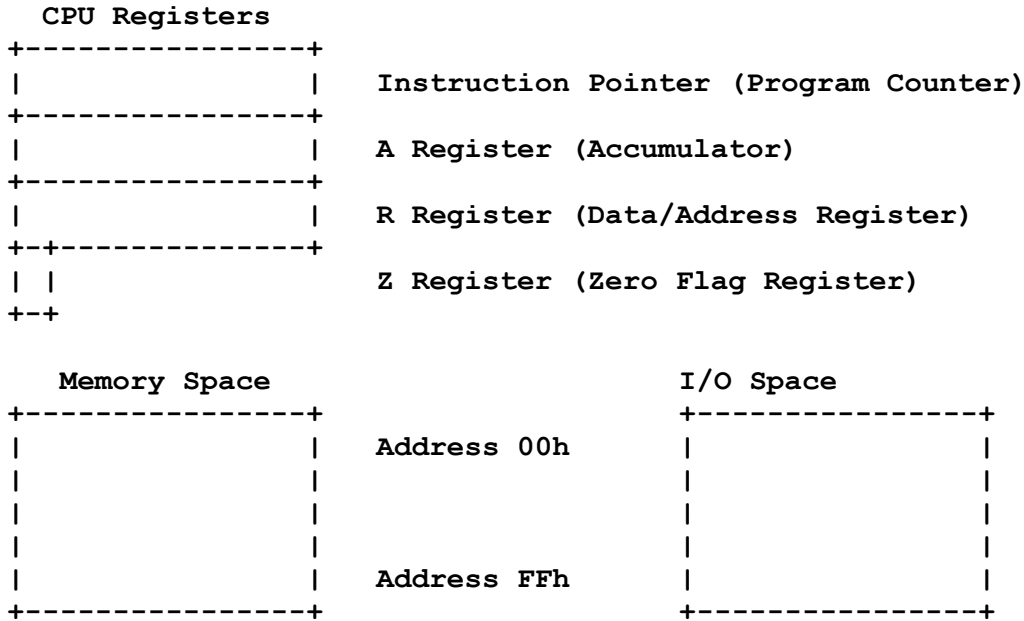 CPU Registers
Instruction Pointer (Program Counter)
A Register (Accumulator)
R Register (Data/Address Register)
Z Register (Zero Flag Register)
Memory Space I/O Space
Address 00h
Address FFh